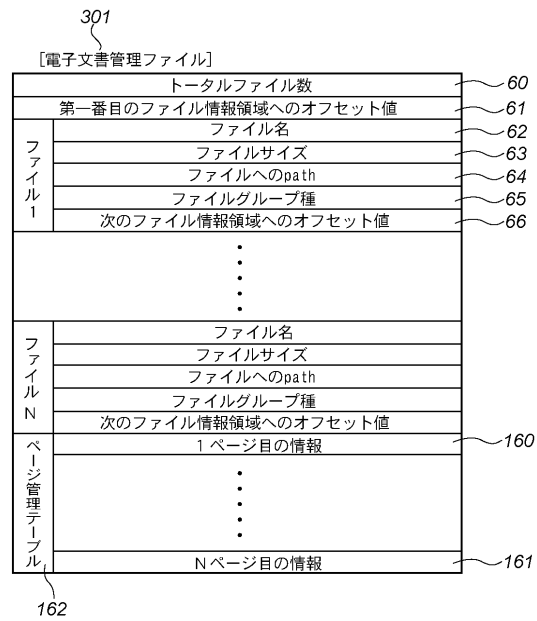 301
[電子文書管理ファイル]
トータルファイル数 60
第一番目のファイル情報領域へのオフセット値 61
ファイル1
ファイル名 62
ファイルサイズ 63
ファイルへのpath 64
ファイルグループ種 65
次のファイル情報領域へのオフセット値 66
ファイルN
ファイル名
ファイルサイズ
ファイルへのpath
ファイルグループ種
次のファイル情報領域へのオフセット値
ページ管理テーブル
1ページ目の情報 160
Nページ目の情報 161
162